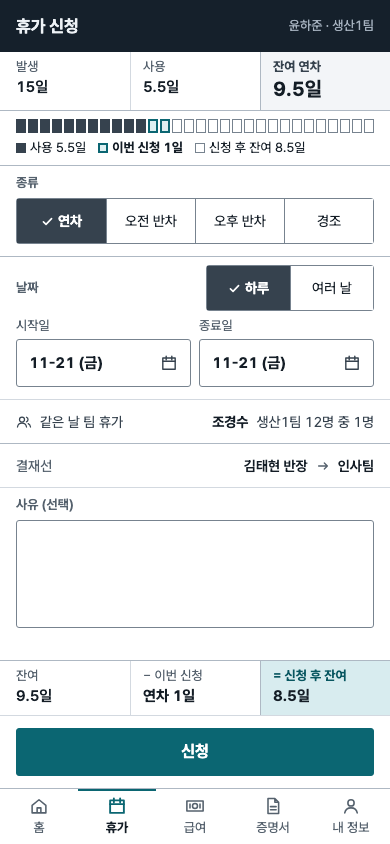 휴가 신청
윤하준 · 생산1팀
발생
15일
사용
5.5일
잔여 연차
9.5일
사용 5.5일
이번 신청 1일
신청 후 잔여 8.5일
종류
연차
오전 반차
오후 반차
경조
날짜
하루
여러 날
시작일
종료일
11-21 (금)
11-21 (금)
같은 날 팀 휴가
조경수 생산1팀 12명 중 1명
결재선
김태현 반장 → 인사팀
사유 (선택)
잔여
9.5일
− 이번 신청
연차 1일
= 신청 후 잔여
8.5일
신청
홈
휴가
급여
증명서
내 정보